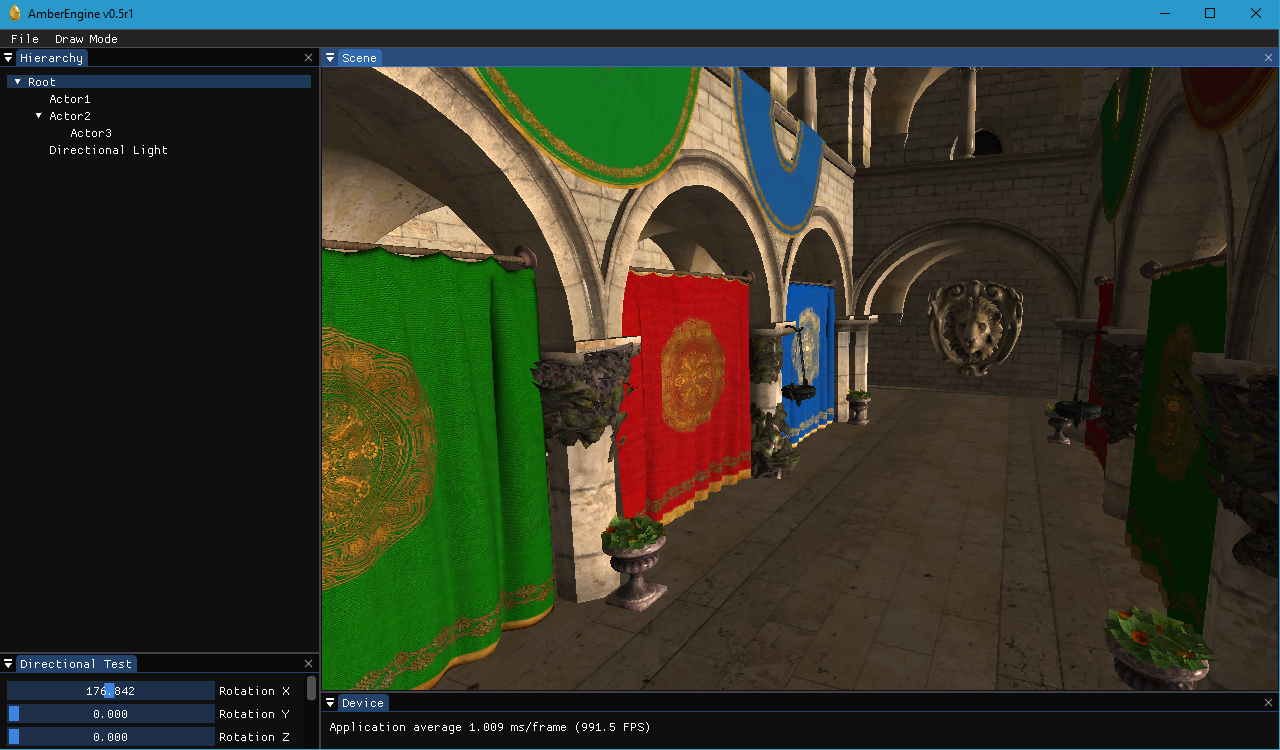 AmberEngine v0.5r1
File Draw Mode
Hierarchy
Root
Actor1
Actor2
Actor3
Directional Light
Scene
Directional Test
176.842 Rotation X
0.000 Rotation Y
0.000 Rotation Z
Device
Application average 1.009 ms/frame (991.5 FPS)